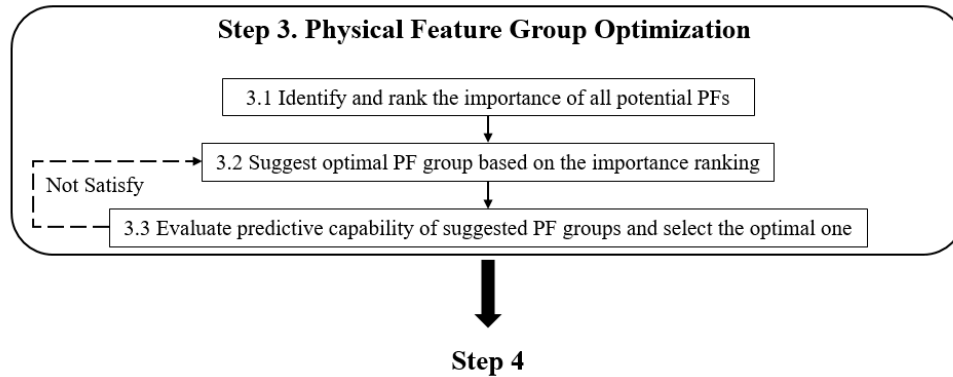 Step 3. Physical Feature Group Optimization
3.1 Identify and rank the importance of all potential PFs
3.2 Suggest optimal PF group based on the importance ranking
Not Satisfy
3.3 Evaluate predictive capability of suggested PF groups and select the optimal one
Step 4